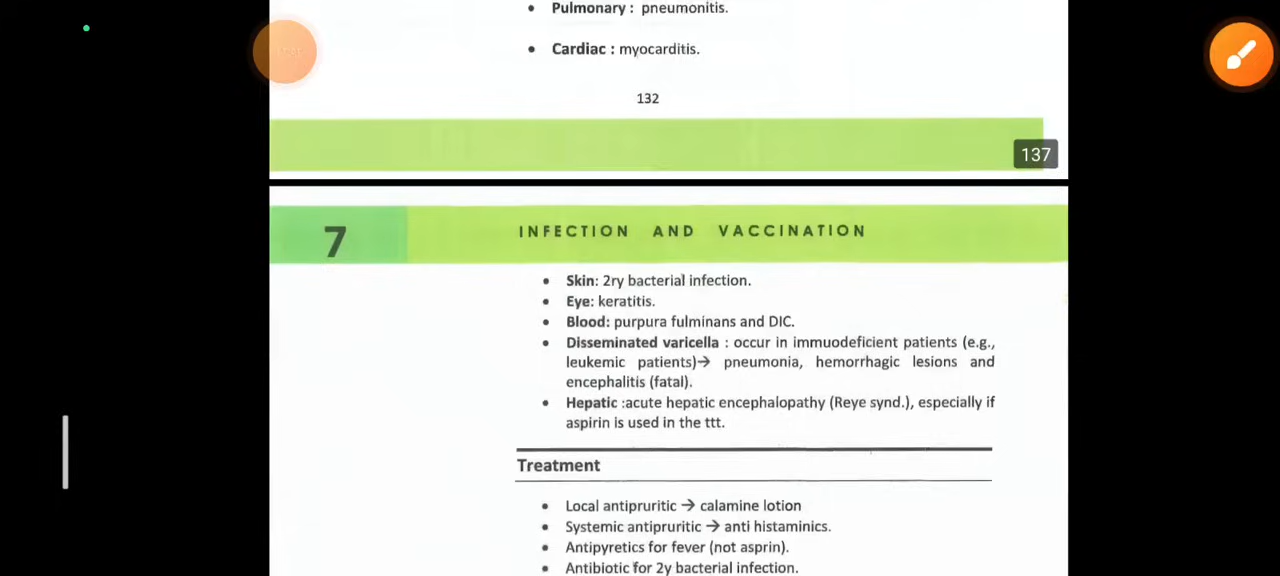 • Pulmonary : pneumonitis.
• Cardiac : myocarditis.
132
137
7
INFECTION AND VACCINATION
• Skin: 2ry bacterial infection.
• Eye: keratitis.
• Blood: purpura fulminans and DIC.
• Disseminated varicella : occur in immuodeficient patients (e.g.,
leukemic patients)→ pneumonia, hemorrhagic lesions and
encephalitis (fatal).
• Hepatic :acute hepatic encephalopathy (Reye synd.), especially if
aspirin is used in the ttt.
Treatment
• Local antipruritic → calamine lotion
• Systemic antipruritic → anti histaminics.
• Antipyretics for fever (not asprin).
• Antibiotic for 2y bacterial infection.